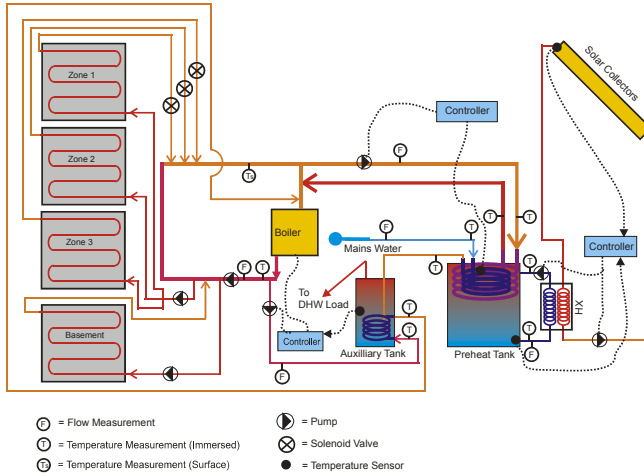 Zone 1
Zone 2
Zone 3
Basement
Solar Collectors
Controller
F
Ts
Boiler
Mains Water
T
T
T
T
Controller
To
DHW Load
F
T
Controller
Auxilliary Tank
T
T
F
Preheat Tank
T
T
F
HX
F = Flow Measurement
T = Temperature Measurement (Immersed)
Ts = Temperature Measurement (Surface)
= Pump
= Solenoid Valve
= Temperature Sensor